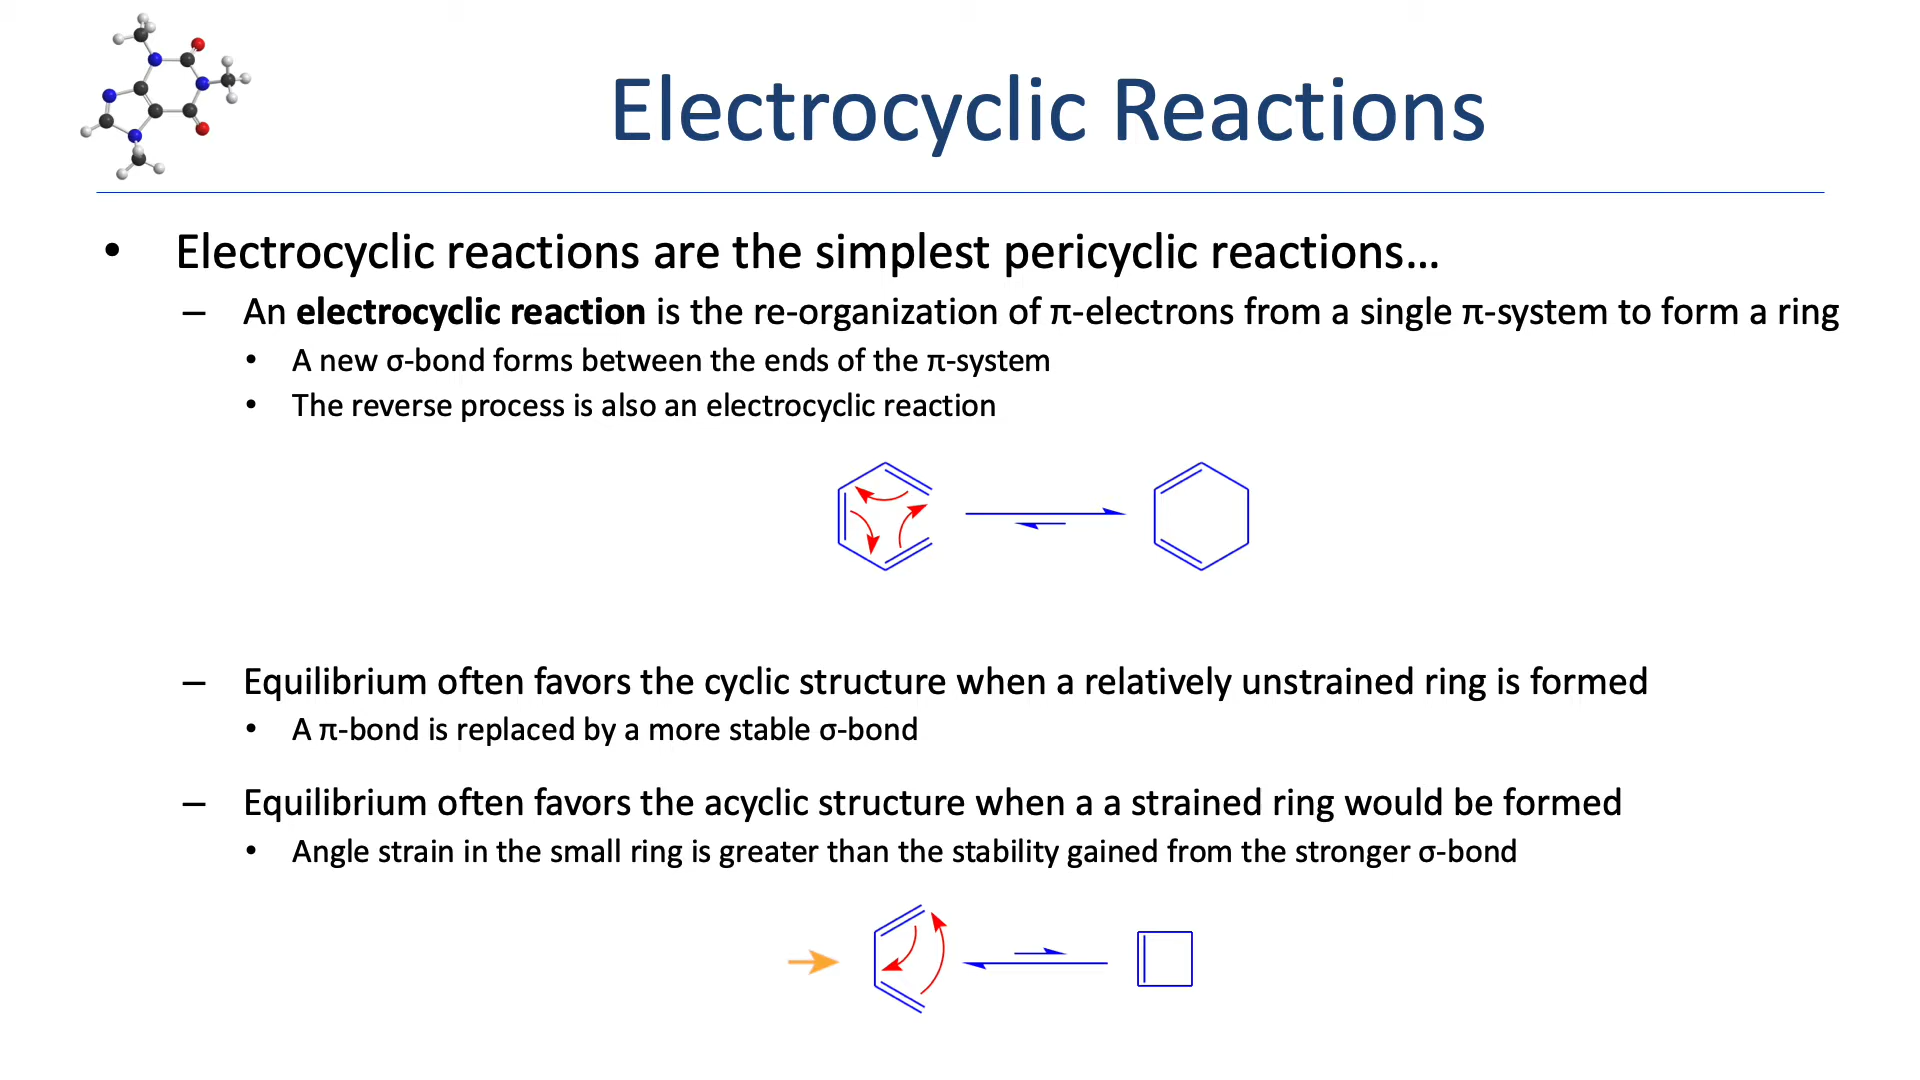 Electrocyclic Reactions
• Electrocyclic reactions are the simplest pericyclic reactions…
– An electrocyclic reaction is the re-organization of π-electrons from a single π-system to form a ring
• A new σ-bond forms between the ends of the π-system
• The reverse process is also an electrocyclic reaction
– Equilibrium often favors the cyclic structure when a relatively unstrained ring is formed
• A π-bond is replaced by a more stable σ-bond
– Equilibrium often favors the acyclic structure when a a strained ring would be formed
• Angle strain in the small ring is greater than the stability gained from the stronger σ-bond